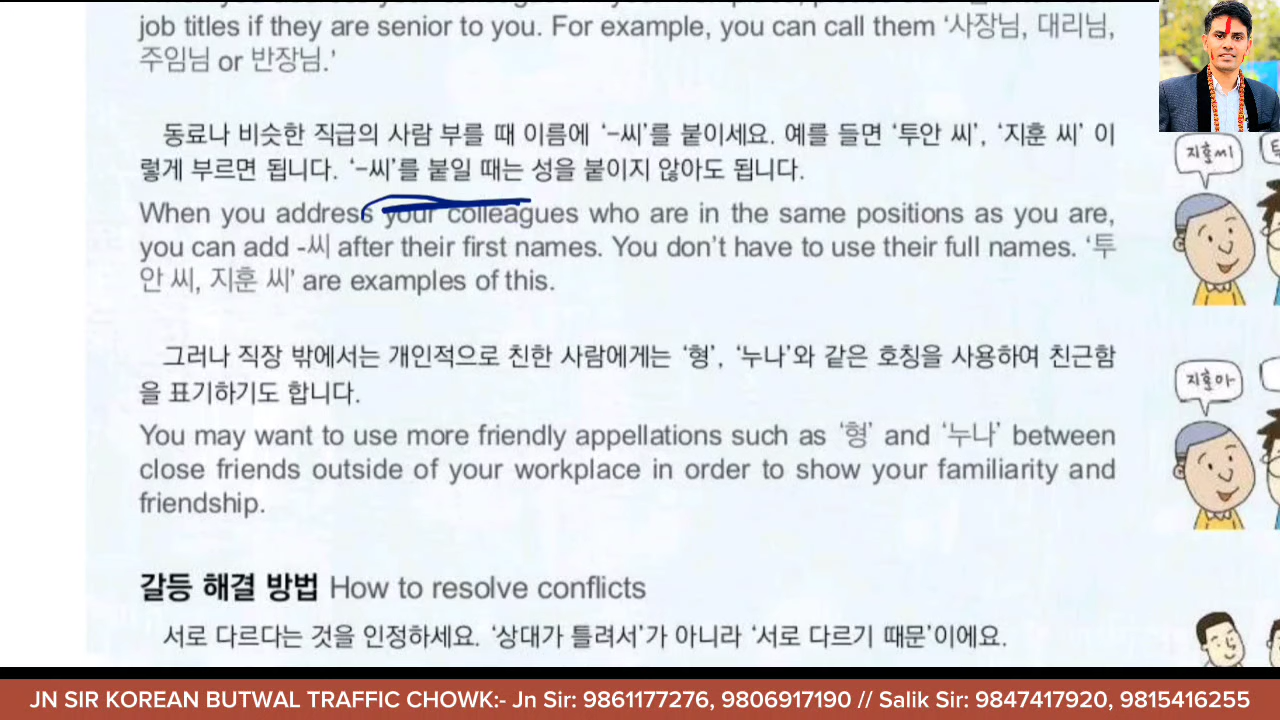 job titles if they are senior to you. For example, you can call them ‘사장님, 대리님,
주임님 or 반장님.’
동료나 비슷한 직급의 사람 부를 때 이름에 ‘–씨’를 붙이세요. 예를 들면 ‘투안 씨’, ‘지훈 씨’ 이
렇게 부르면 됩니다. ‘–씨’를 붙일 때는 성을 붙이지 않아도 됩니다.
When you address your colleagues who are in the same positions as you are,
you can add -씨 after their first names. You don’t have to use their full names. ‘투
안 씨, 지훈 씨’ are examples of this.
지훈씨
그러나 직장 밖에서는 개인적으로 친한 사람에게는 ‘형’, ‘누나’와 같은 호칭을 사용하여 친근함
을 표기하기도 합니다.
You may want to use more friendly appellations such as ‘형’ and ‘누나’ between
close friends outside of your workplace in order to show your familiarity and
friendship.
지훈아
갈등 해결 방법 How to resolve conflicts
서로 다르다는 것을 인정하세요. ‘상대가 틀려서’가 아니라 ‘서로 다르기 때문’이에요.
JN SIR KOREAN BUTWAL TRAFFIC CHOWK:- Jn Sir: 9861177276, 9806917190 // Salik Sir: 9847417920, 9815416255